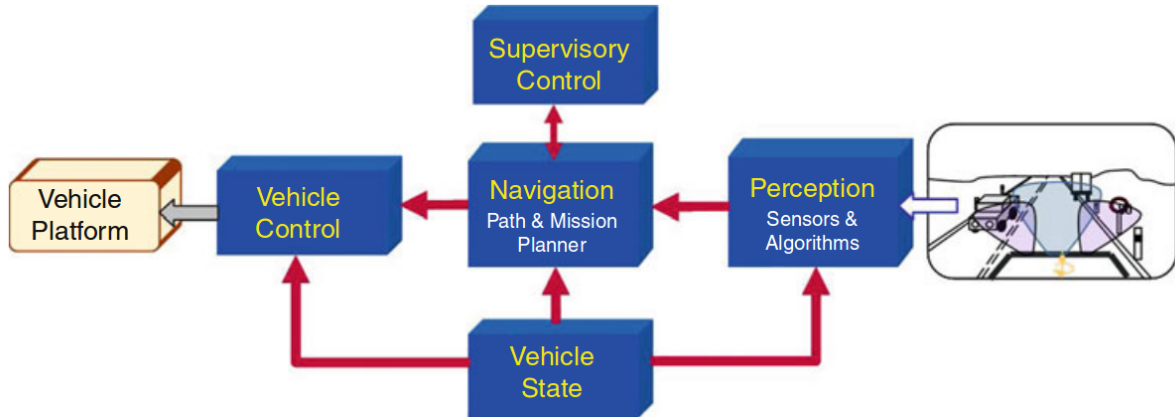 Supervisory
Control
Vehicle
Platform
Vehicle
Control
Navigation
Path & Mission
Planner
Perception
Sensors &
Algorithms
Vehicle
State